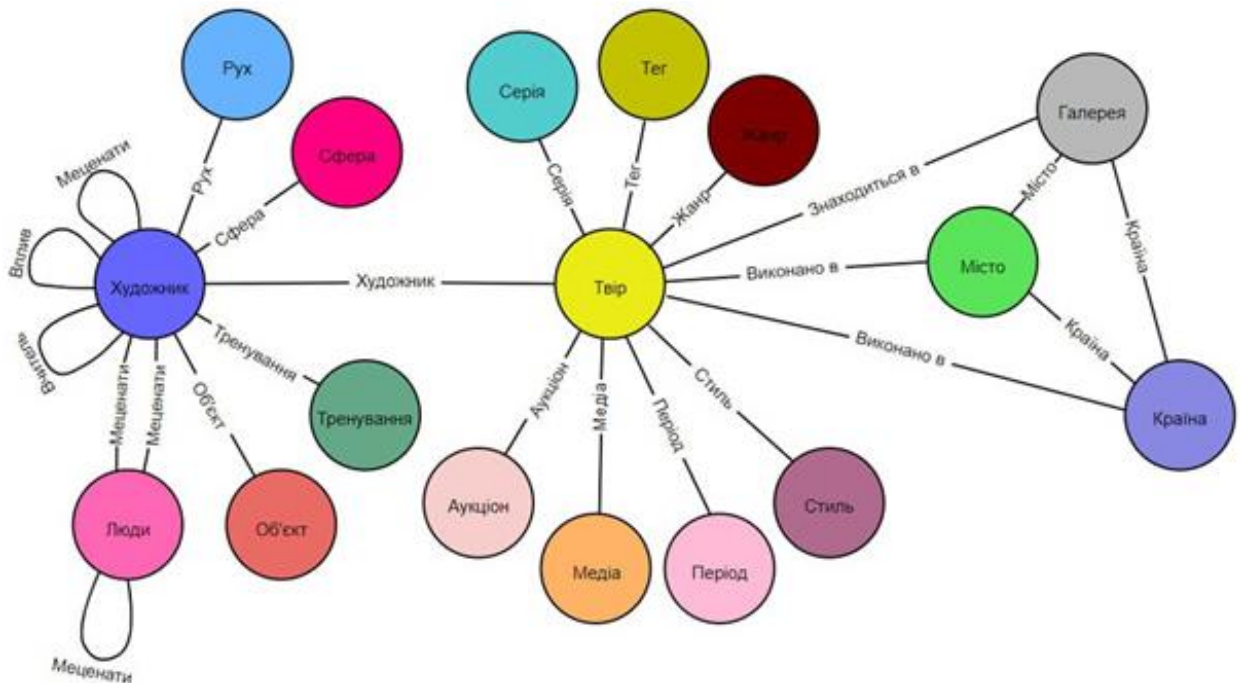 Рух
Тег
Серія
Галерея
Жанр
Сфера
Меценати
Рух
Серія
Тег
Жанр
Знаходиться в
Місто
Сфера
Країна
Вплив
Художник
Художник
Твір
Виконано в
Місто
Вчитель
Тренування
Виконано в
Країна
Меценати
Меценати
Об'єкт
Тренування
Аукціон
Медіа
Період
Стиль
Країна
Люди
Об'єкт
Аукціон
Медіа
Період
Стиль
Меценати